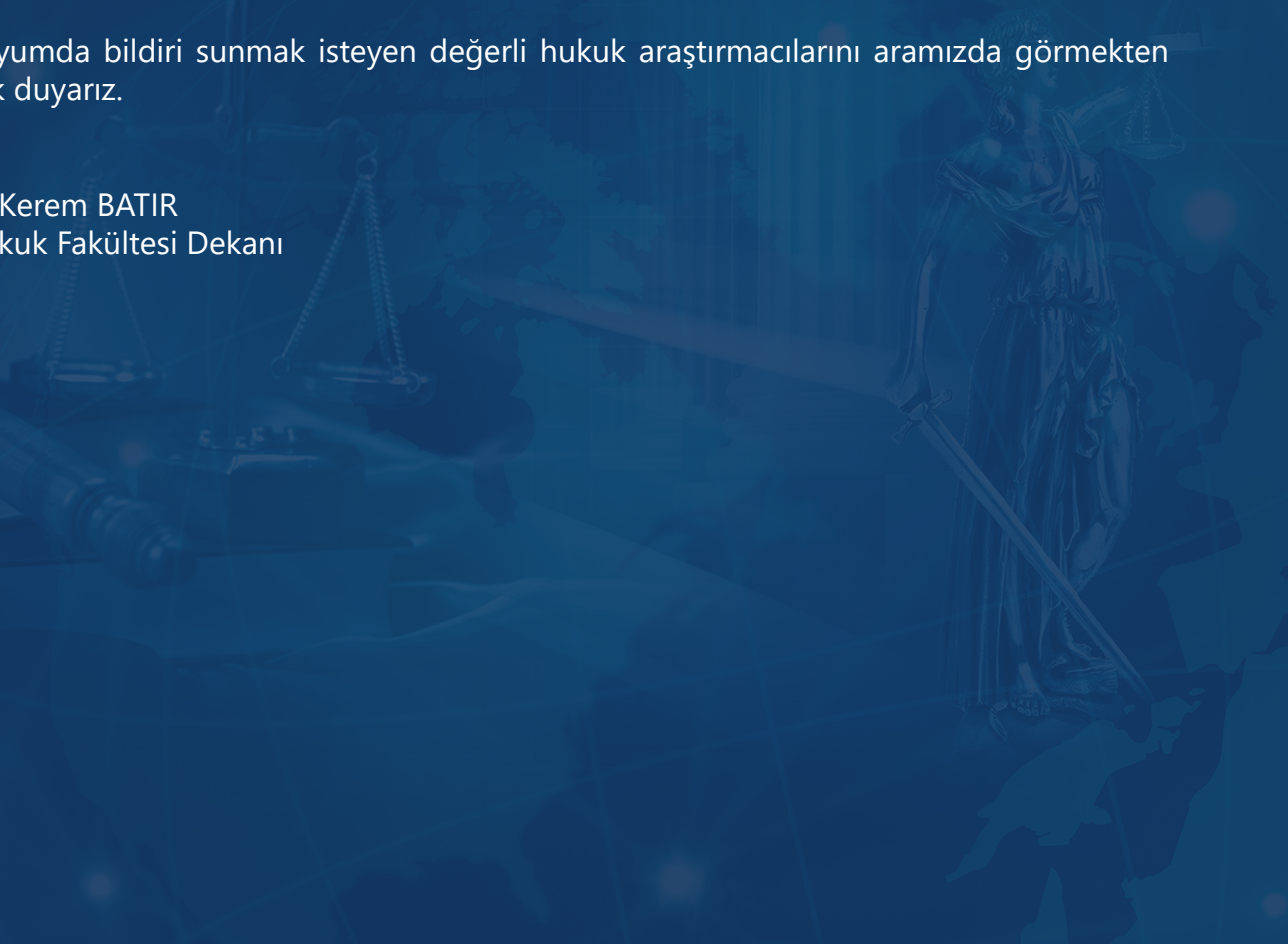 yumda bildiri sunmak isteyen değerli hukuk araştırmacılarını aramızda görmekten
k duyarız.
Kerem BATIR
kuk Fakültesi Dekanı